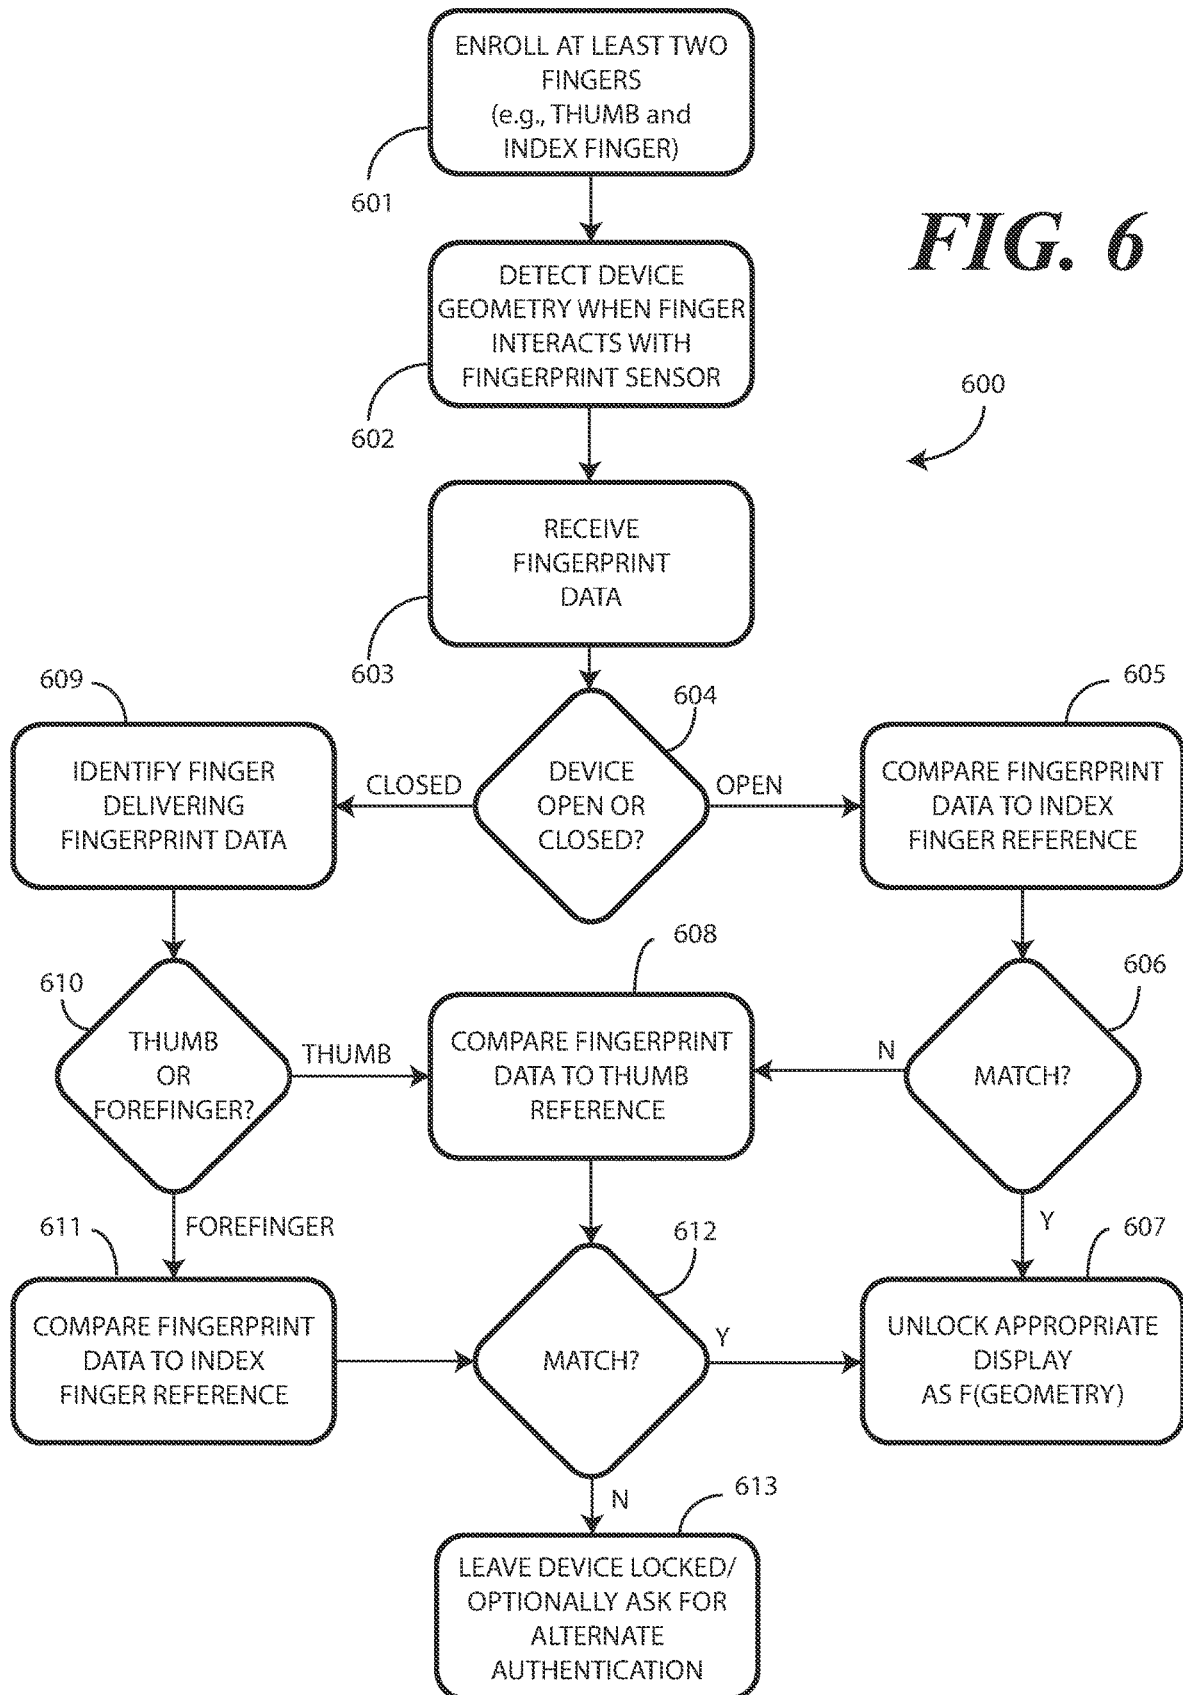 ENROLL AT LEAST TWO
FINGERS
(e.g., THUMB and
INDEX FINGER)
601
FIG. 6
DETECT DEVICE
GEOMETRY WHEN FINGER
INTERACTS WITH
FINGERPRINT SENSOR
602
600
RECEIVE
FINGERPRINT
DATA
603
609
604
605
IDENTIFY FINGER
DELIVERING
FINGERPRINT DATA
CLOSED
DEVICE
OPEN OR
CLOSED?
OPEN
COMPARE FINGERPRINT
DATA TO INDEX
FINGER REFERENCE
608
610
606
THUMB
OR
FOREFINGER?
THUMB
COMPARE FINGERPRINT
DATA TO THUMB
REFERENCE
N
MATCH?
611
FOREFINGER
612
Y
607
COMPARE FINGERPRINT
DATA TO INDEX
FINGER REFERENCE
MATCH?
Y
UNLOCK APPROPRIATE
DISPLAY
AS F(GEOMETRY)
N
613
LEAVE DEVICE LOCKED/
OPTIONALLY ASK FOR
ALTERNATE
AUTHENTICATION